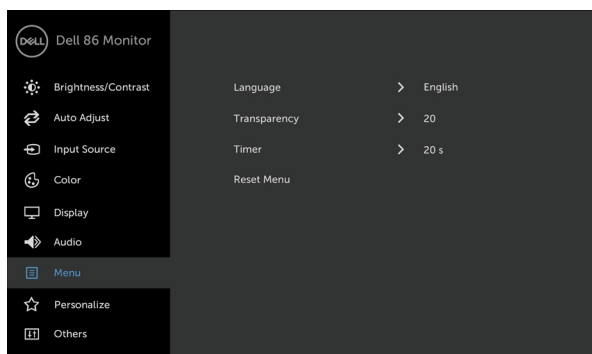 DELL Dell 86 Monitor
Brightness/Contrast
Auto Adjust
Input Source
Color
Display
Audio
Menu
Personalize
Others
Language > English
Transparency > 20
Timer > 20 s
Reset Menu